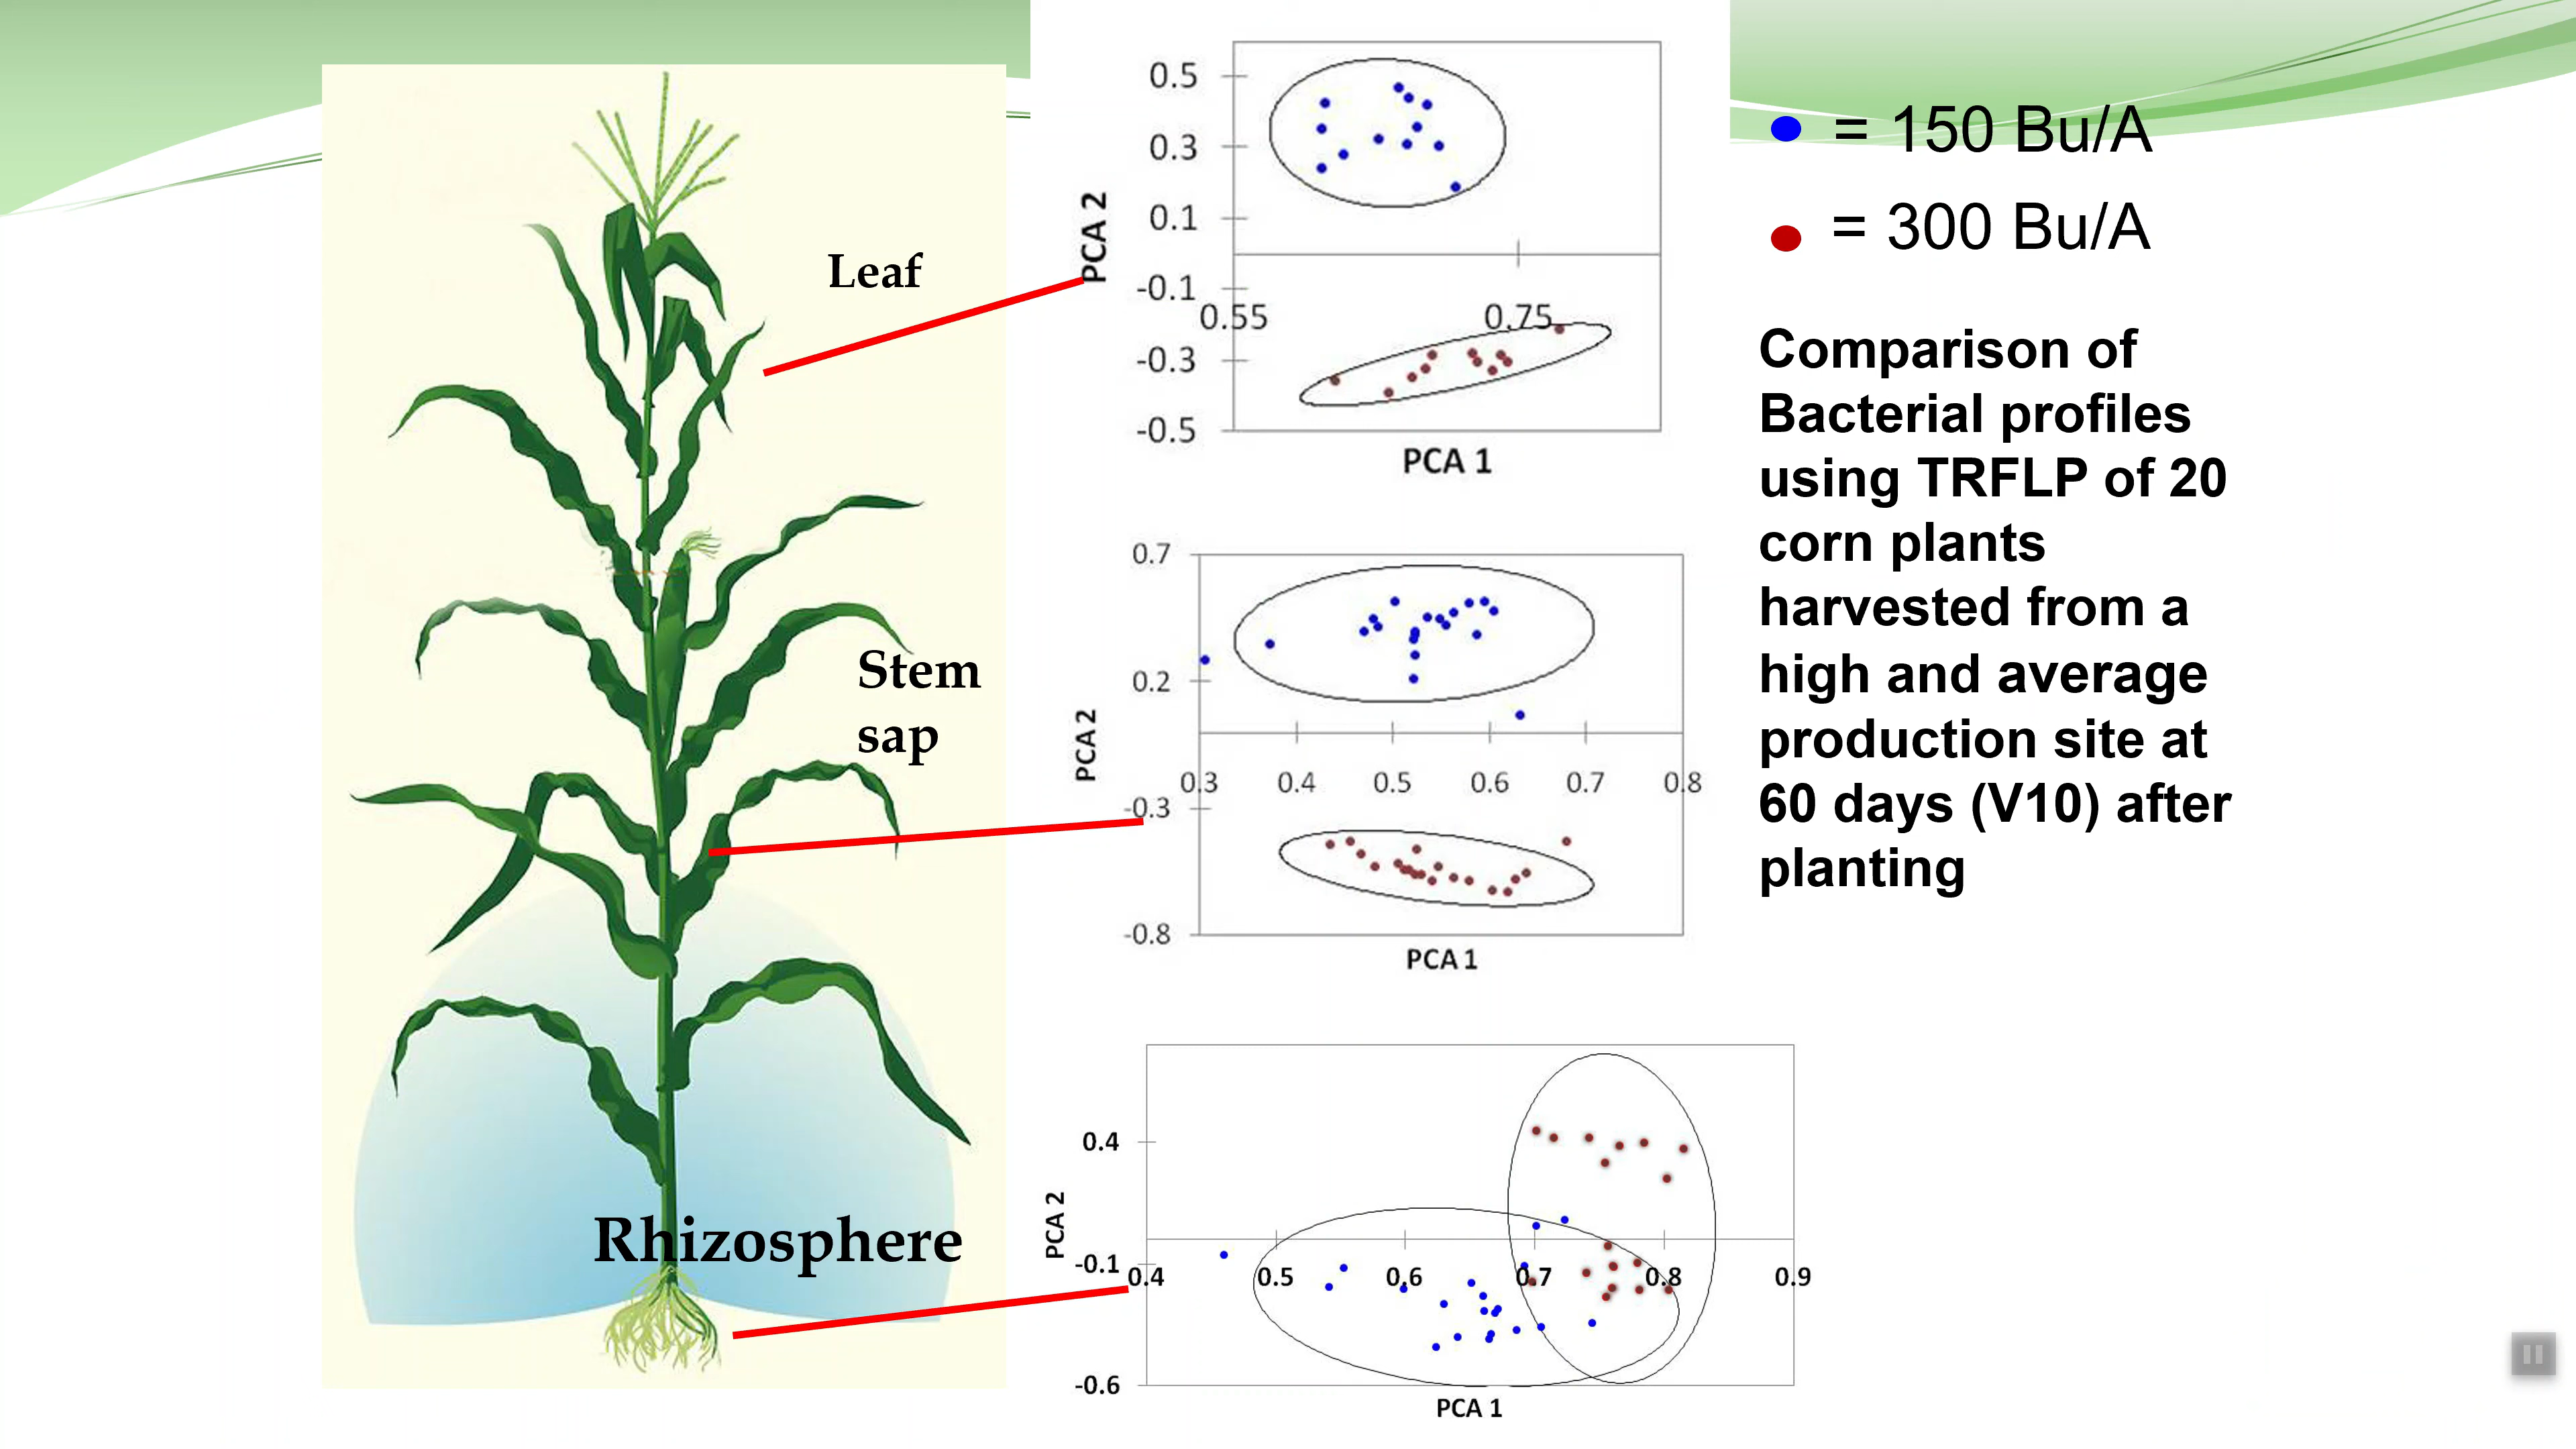 = 150 Bu/A
= 300 Bu/A
Comparison of
Bacterial profiles
using TRFLP of 20
corn plants
harvested from a
high and average
production site at
60 days (V10) after
planting
Leaf
0.5
0.3
0.1
-0.1
-0.3
-0.5
0.55
0.75
PCA 2
PCA 1
Stem
sap
0.7
0.2
-0.3
-0.8
0.3 0.4 0.5 0.6 0.7 0.8
PCA 2
PCA 1
Rhizosphere
0.4
-0.1
-0.6
0.4 0.5 0.6 0.7 0.8 0.9
PCA 2
PCA 1